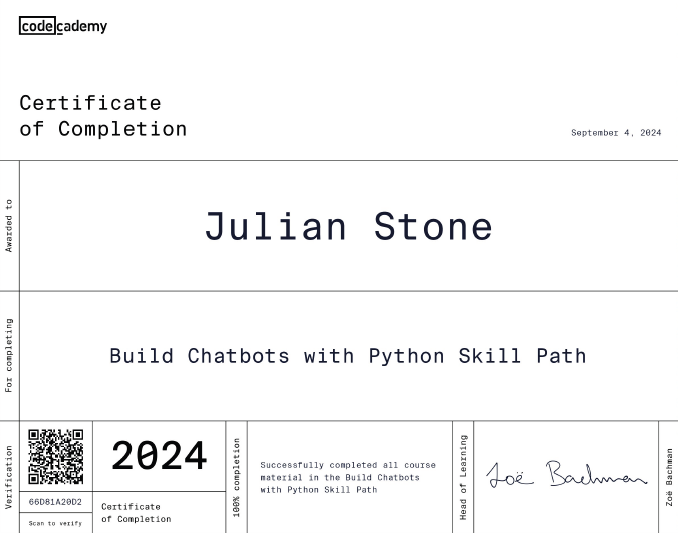 codecademy
Certificate
of Completion
September 4, 2024
Awarded to
Julian Stone
For completing
Build Chatbots with Python Skill Path
Verification
66D81A20D2
Scan to verify
2024
Certificate
of Completion
100% completion
Successfully completed all course
material in the Build Chatbots
with Python Skill Path
Head of Learning
Zoë Bachman
Zoë Bachman